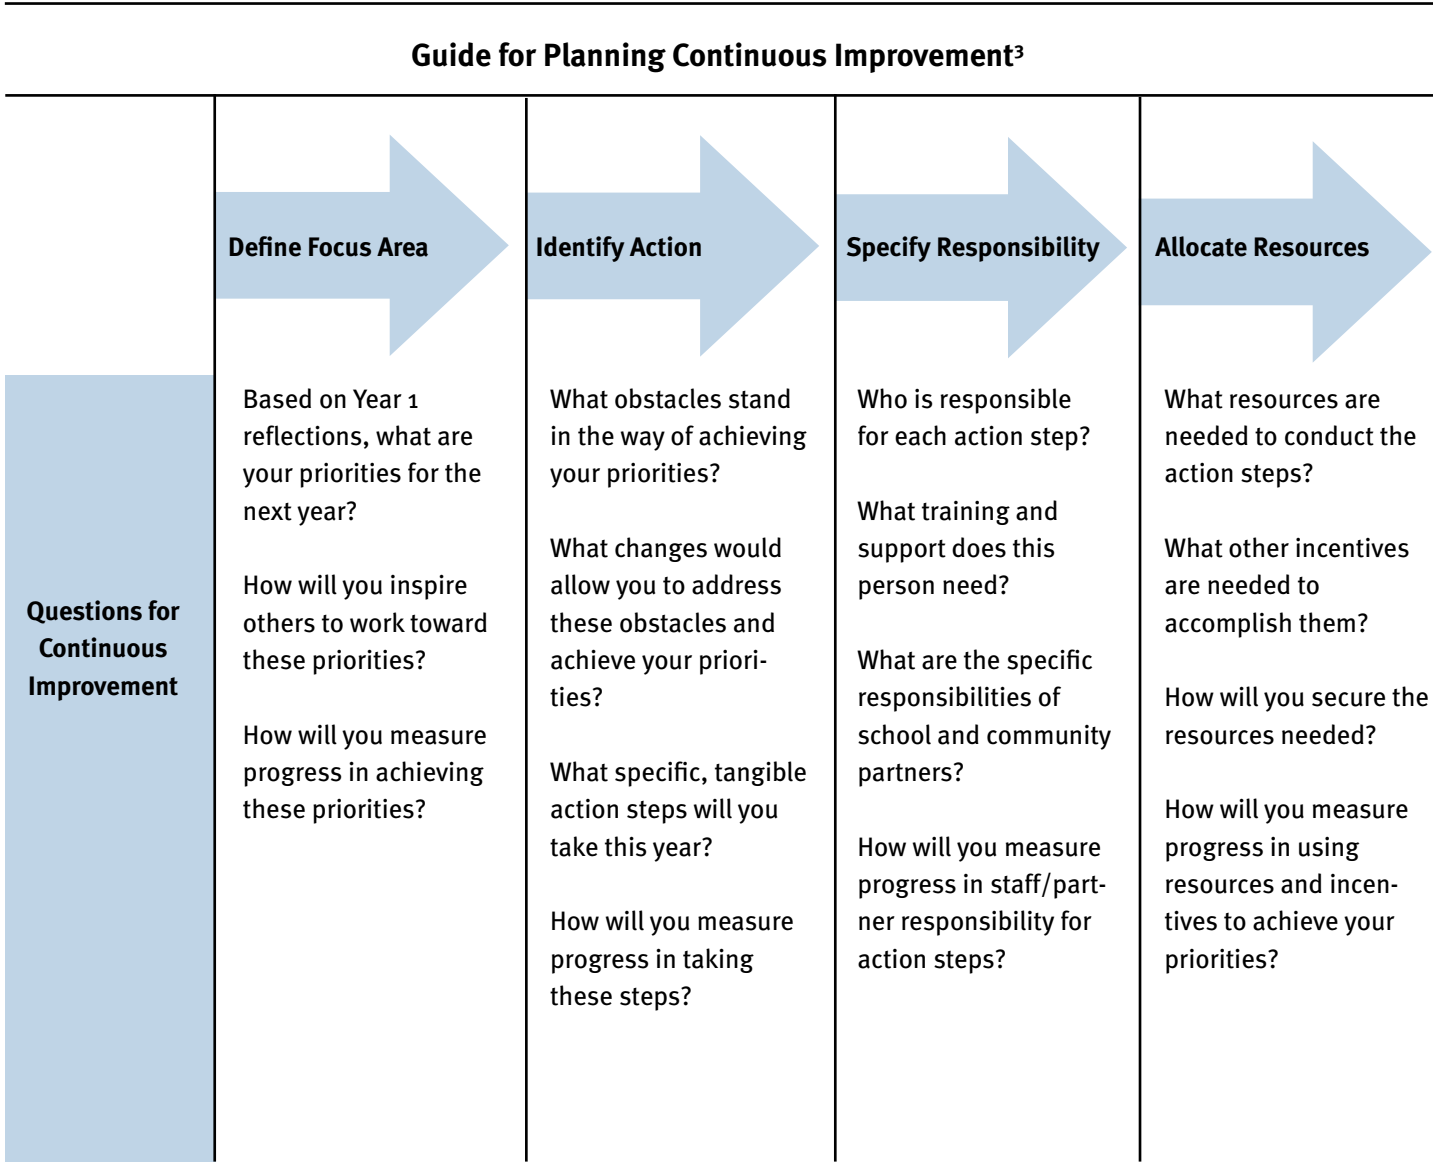 Guide for Planning Continuous Improvement³
Define Focus Area
Identify Action
Specify Responsibility
Allocate Resources
Questions for
Continuous
Improvement
Based on Year 1
reflections, what are
your priorities for the
next year?
How will you inspire
others to work toward
these priorities?
How will you measure
progress in achieving
these priorities?
What obstacles stand
in the way of achieving
your priorities?
What changes would
allow you to address
these obstacles and
achieve your priori-
ties?
What specific, tangible
action steps will you
take this year?
How will you measure
progress in taking
these steps?
Who is responsible
for each action step?
What training and
support does this
person need?
What are the specific
responsibilities of
school and community
partners?
How will you measure
progress in staff/part-
ner responsibility for
action steps?
What resources are
needed to conduct the
action steps?
What other incentives
are needed to
accomplish them?
How will you secure the
resources needed?
How will you measure
progress in using
resources and incen-
tives to achieve your
priorities?